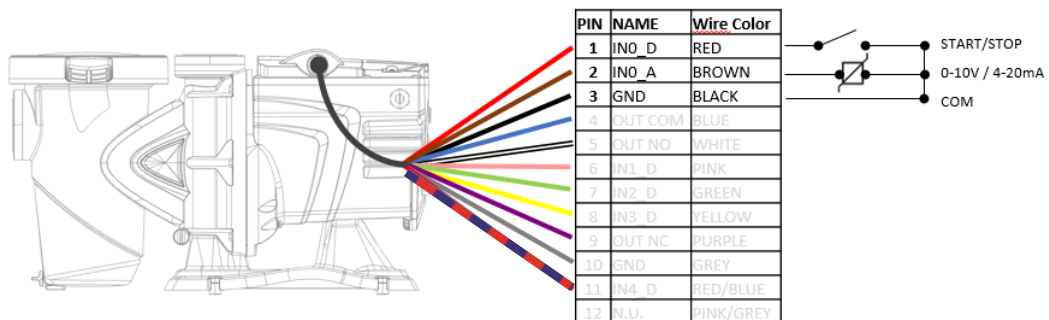 PIN NAME Wire Color
1 IN0_D RED
START/STOP
2 IN0_A BROWN
0-10V / 4-20mA
3 GND BLACK
COM
4 OUT COM BLUE
5 OUT NO WHITE
6 IN1_D PINK
7 IN2_D GREEN
8 IN3_D YELLOW
9 OUT NC PURPLE
10 GND GREY
11 IN4_D RED/BLUE
12 N.U. PINK/GREY